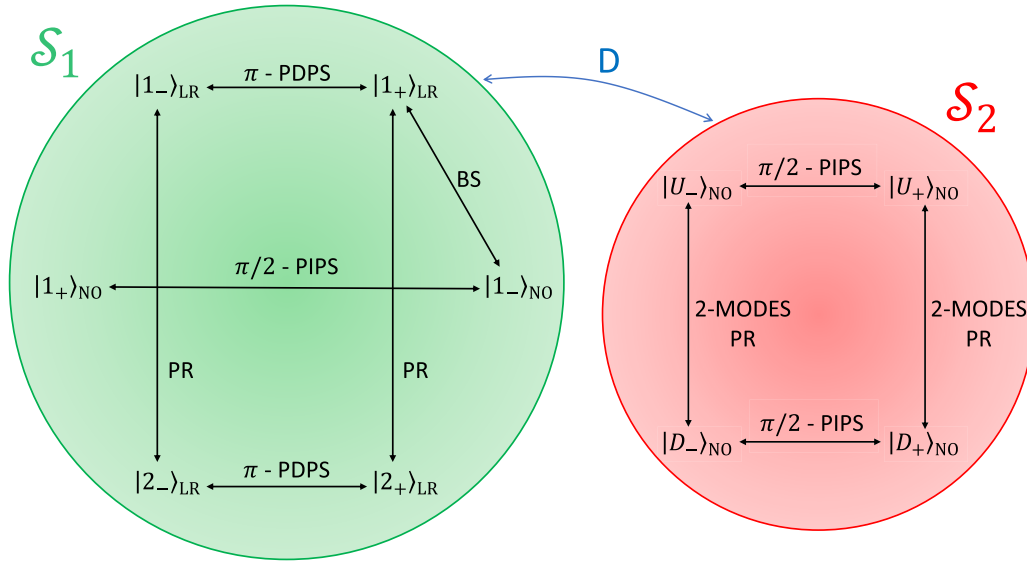 𝒮₁
D
𝒮₂
|1₋⟩LR
π - PDPS
|1₊⟩LR
BS
|U₋⟩NO
π/2 - PIPS
|U₊⟩NO
|1₊⟩NO
π/2 - PIPS
|1₋⟩NO
2-MODES
PR
2-MODES
PR
PR
PR
|D₋⟩NO
π/2 - PIPS
|D₊⟩NO
|2₋⟩LR
π - PDPS
|2₊⟩LR